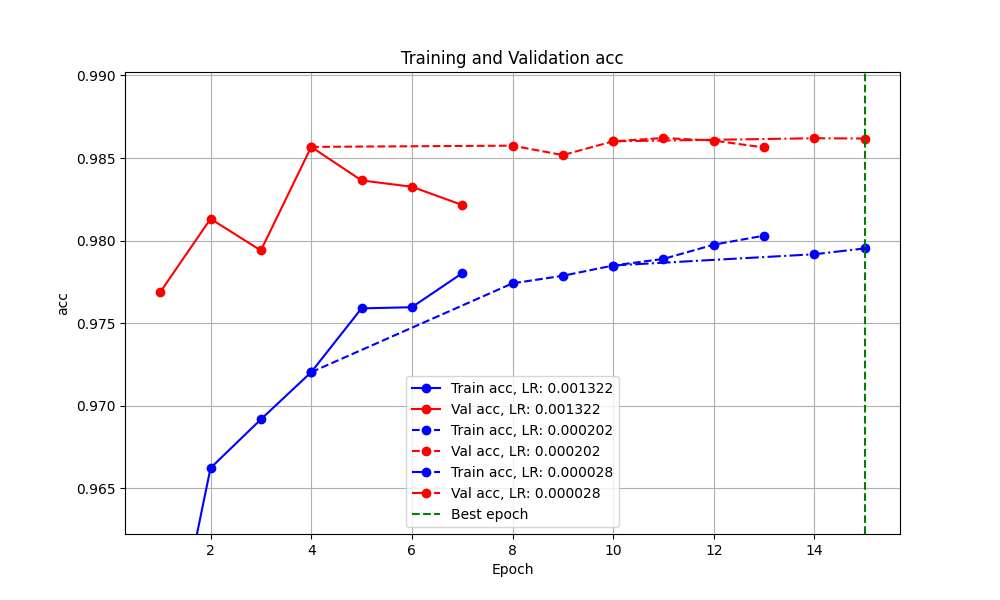 Training and Validation acc
0.990
0.985
0.980
0.975
0.970
0.965
acc
Train acc, LR: 0.001322
Val acc, LR: 0.001322
Train acc, LR: 0.000202
Val acc, LR: 0.000202
Train acc, LR: 0.000028
Val acc, LR: 0.000028
Best epoch
2 4 6 8 10 12 14
Epoch